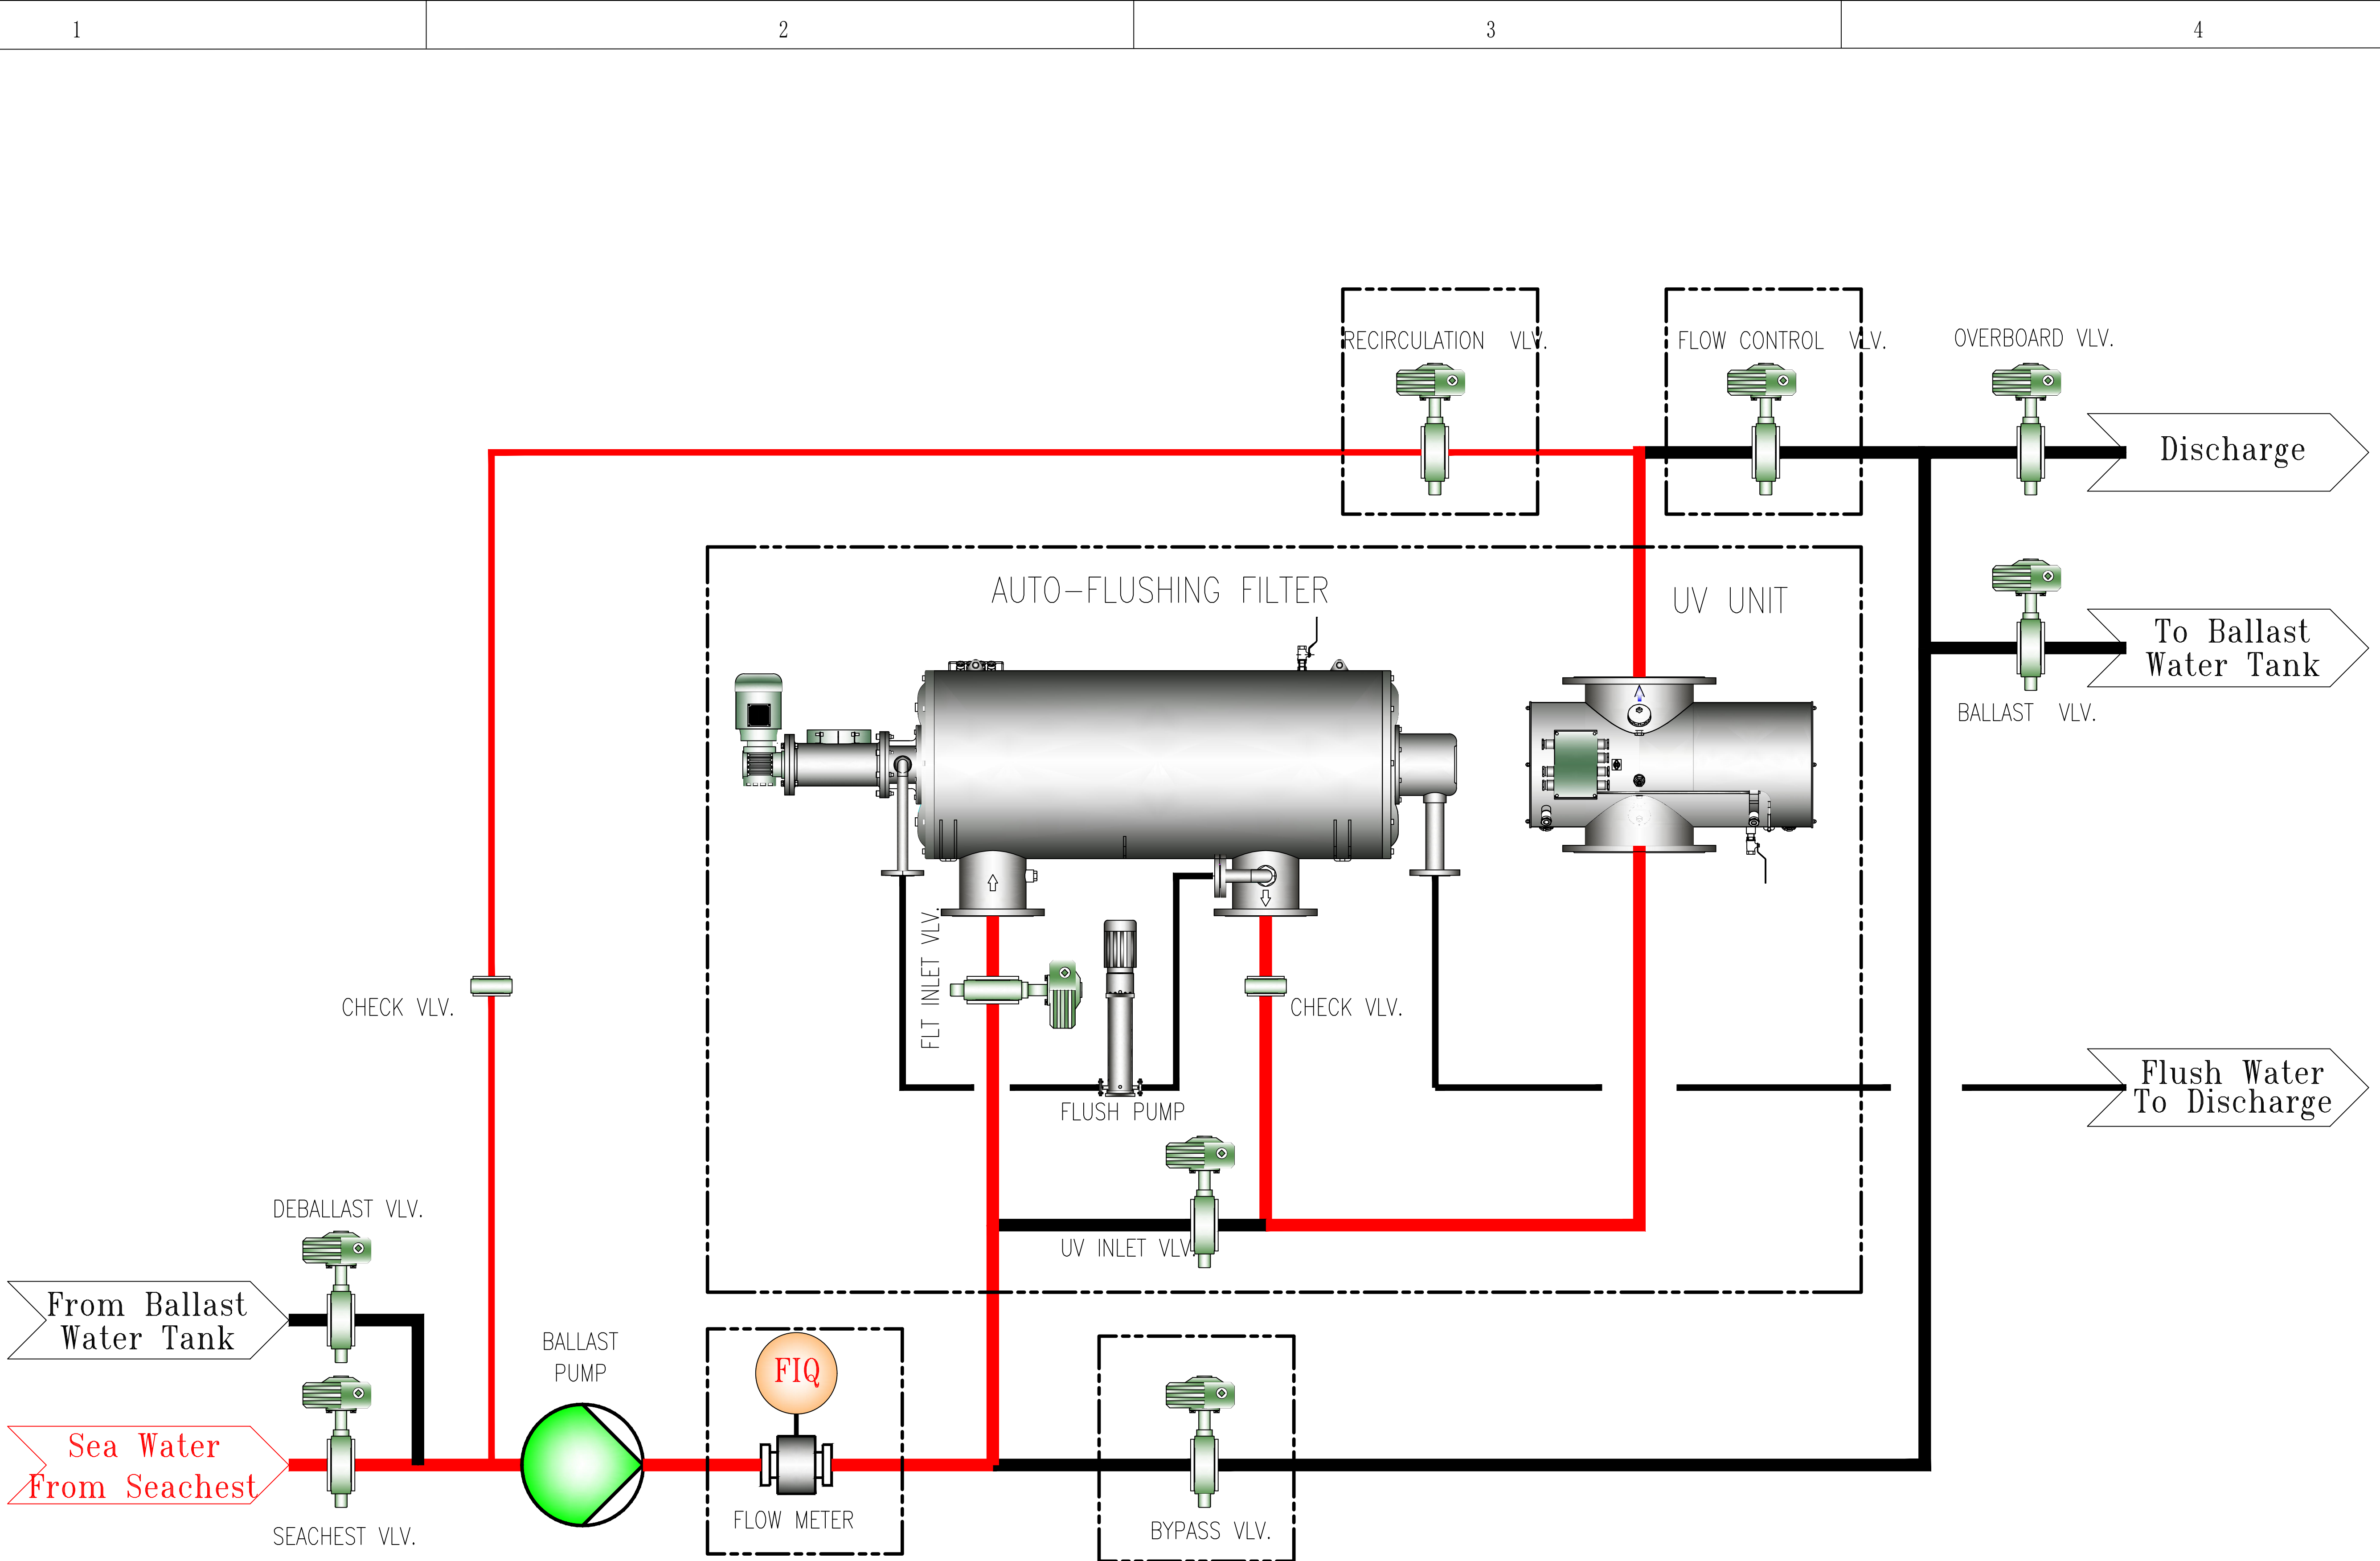 1
2
3
4
RECIRCULATION VLV.
FLOW CONTROL VLV.
OVERBOARD VLV.
Discharge
AUTO-FLUSHING FILTER
UV UNIT
To Ballast
Water Tank
BALLAST VLV.
FLT INLET VLV.
CHECK VLV.
CHECK VLV.
Flush Water
To Discharge
FLUSH PUMP
DEBALLAST VLV.
UV INLET VLV.
From Ballast
Water Tank
BALLAST
PUMP
FIQ
Sea Water
From Seachest
FLOW METER
BYPASS VLV.
SEACHEST VLV.